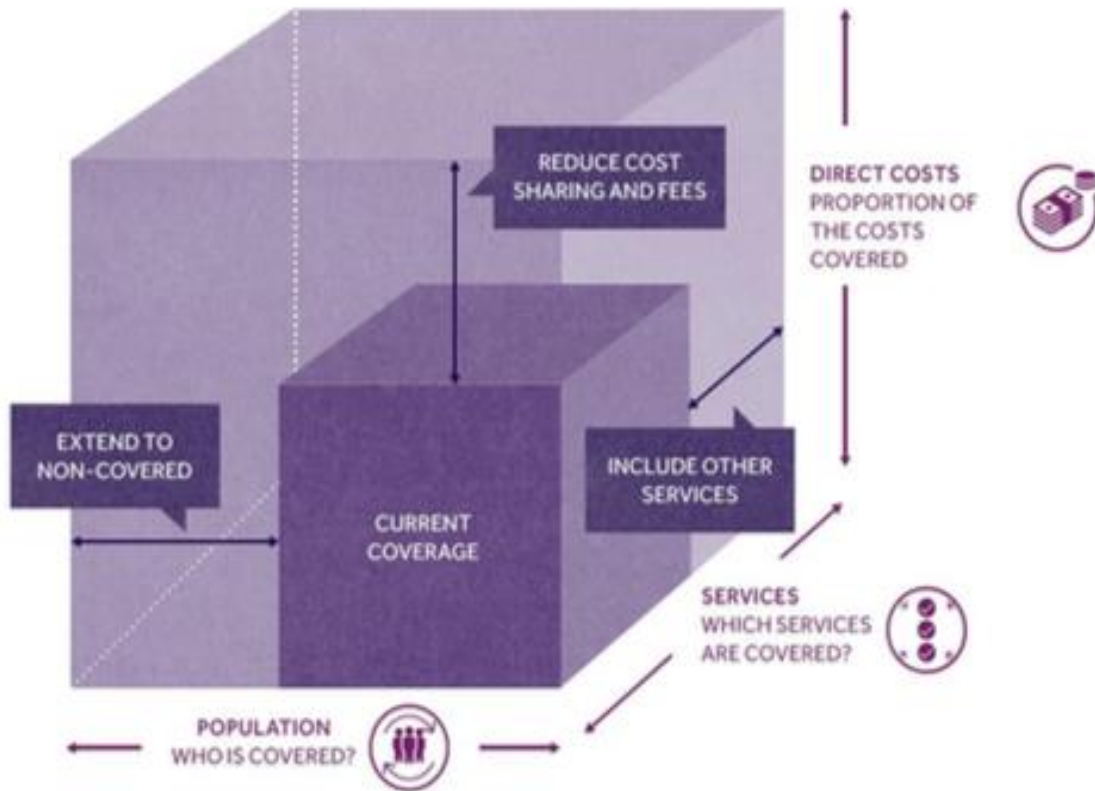 REDUCE COST
SHARING AND FEES
DIRECT COSTS
PROPORTION OF
THE COSTS
COVERED
EXTEND TO
NON-COVERED
INCLUDE OTHER
SERVICES
CURRENT
COVERAGE
SERVICES
WHICH SERVICES
ARE COVERED?
POPULATION
WHO IS COVERED?